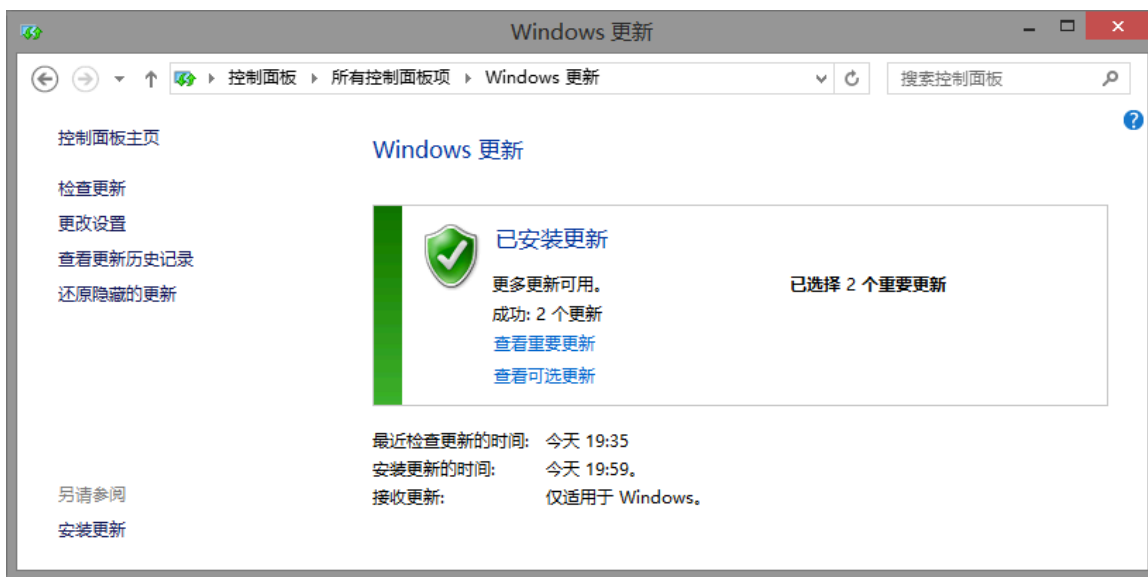 Windows 更新
控制面板 所有控制面板项 Windows 更新
搜索控制面板
控制面板主页
检查更新
更改设置
查看更新历史记录
还原隐藏的更新
另请参阅
安装更新
Windows 更新
已安装更新
更多更新可用。
已选择 2 个重要更新
成功: 2 个更新
查看重要更新
查看可选更新
最近检查更新的时间: 今天 19:35
安装更新的时间: 今天 19:59。
接收更新: 仅适用于 Windows。